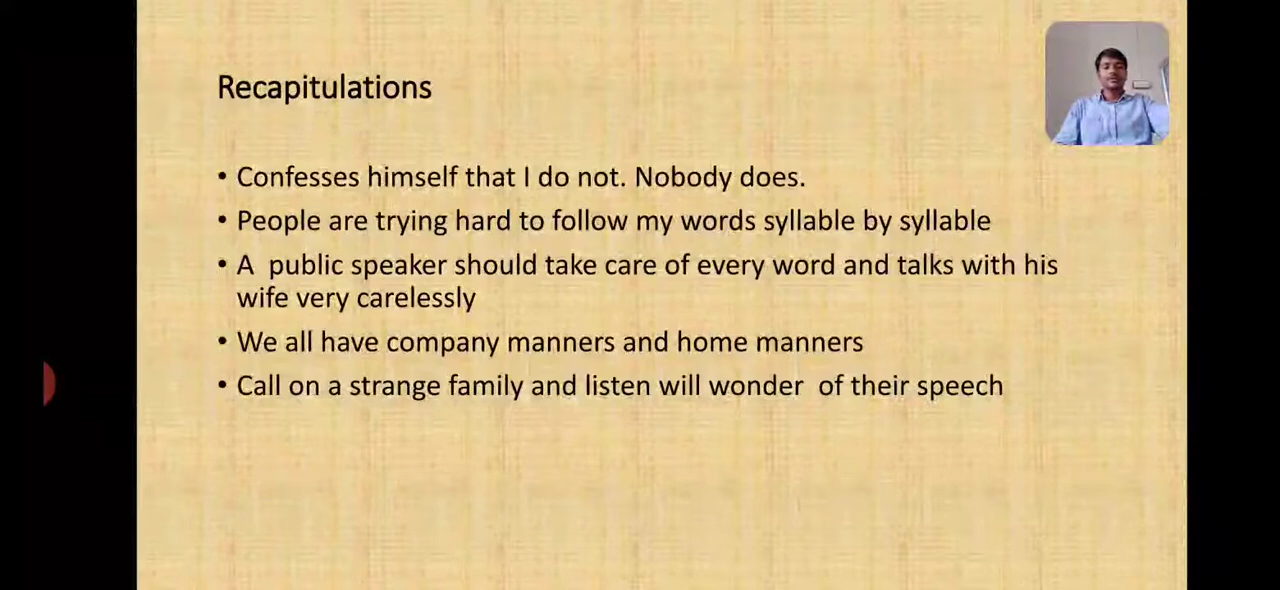 Recapitulations
• Confesses himself that I do not. Nobody does.
• People are trying hard to follow my words syllable by syllable
• A  public speaker should take care of every word and talks with his
wife very carelessly
• We all have company manners and home manners
• Call on a strange family and listen will wonder  of their speech